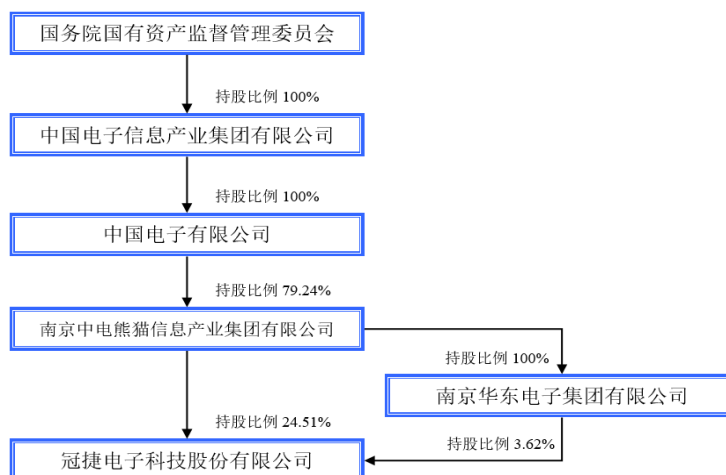 国务院国有资产监督管理委员会
持股比例 100%
中国电子信息产业集团有限公司
持股比例 100%
中国电子有限公司
持股比例 79.24%
南京中电熊猫信息产业集团有限公司
持股比例 100%
南京华东电子集团有限公司
持股比例 24.51%
持股比例 3.62%
冠捷电子科技股份有限公司